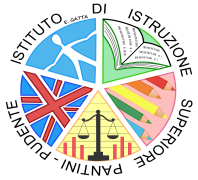 ISTITUTO DI ISTRUZIONE SUPERIORE PANTINI - PUDENTE
E. GATTA